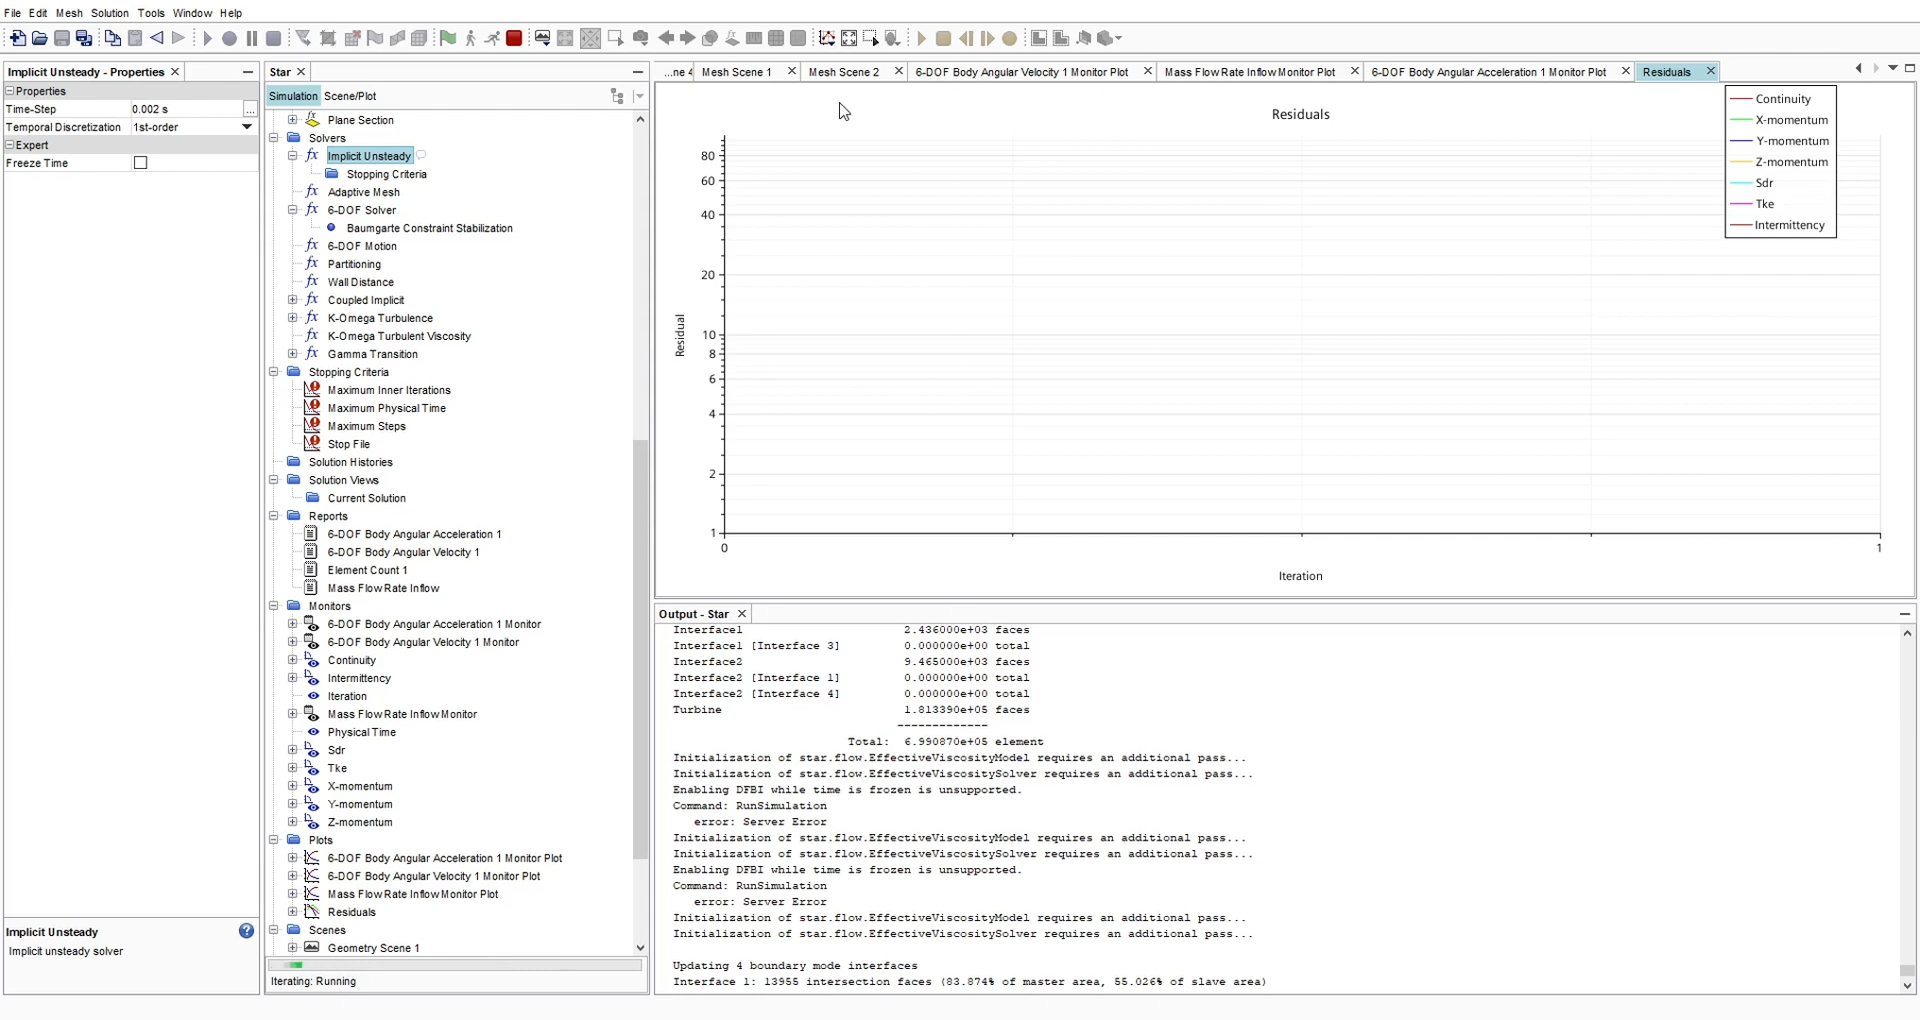 File Edit Mesh Solution Tools Window Help
Implicit Unsteady - Properties
Properties
Time-Step 0.002 s ...
Temporal Discretization 1st-order
Expert
Freeze Time
Implicit Unsteady
Implicit unsteady solver
Star
Simulation Scene/Plot
Plane Section
Solvers
Implicit Unsteady
Stopping Criteria
Adaptive Mesh
6-DOF Solver
Baumgarte Constraint Stabilization
6-DOF Motion
Partitioning
Wall Distance
Coupled Implicit
K-Omega Turbulence
K-Omega Turbulent Viscosity
Gamma Transition
Stopping Criteria
Maximum Inner Iterations
Maximum Physical Time
Maximum Steps
Stop File
Solution Histories
Solution Views
Current Solution
Reports
6-DOF Body Angular Acceleration 1
6-DOF Body Angular Velocity 1
Element Count 1
Mass Flow Rate Inflow
Monitors
6-DOF Body Angular Acceleration 1 Monitor
6-DOF Body Angular Velocity 1 Monitor
Continuity
Intermittency
Iteration
Mass Flow Rate Inflow Monitor
Physical Time
Sdr
Tke
X-momentum
Y-momentum
Z-momentum
Plots
6-DOF Body Angular Acceleration 1 Monitor Plot
6-DOF Body Angular Velocity 1 Monitor Plot
Mass Flow Rate Inflow Monitor Plot
Residuals
Scenes
Geometry Scene 1
Iterating: Running
...ne 4 Mesh Scene 1 Mesh Scene 2 6-DOF Body Angular Velocity 1 Monitor Plot Mass Flow Rate Inflow Monitor Plot 6-DOF Body Angular Acceleration 1 Monitor Plot Residuals
Residuals
Continuity
X-momentum
Y-momentum
Z-momentum
Sdr
Tke
Intermittency
80
60
40
20
10
8
6
4
2
1
Residual
0 1
Iteration
Output - Star
Interface1 2.436000e+03 faces
Interface1 [Interface 3] 0.000000e+00 total
Interface2 9.465000e+03 faces
Interface2 [Interface 1] 0.000000e+00 total
Interface2 [Interface 4] 0.000000e+00 total
Turbine 1.813390e+05 faces
-------------
Total: 6.990870e+05 element
Initialization of star.flow.EffectiveViscosityModel requires an additional pass...
Initialization of star.flow.EffectiveViscositySolver requires an additional pass...
Enabling DFBI while time is frozen is unsupported.
Command: RunSimulation
error: Server Error
Initialization of star.flow.EffectiveViscosityModel requires an additional pass...
Initialization of star.flow.EffectiveViscositySolver requires an additional pass...
Enabling DFBI while time is frozen is unsupported.
Command: RunSimulation
error: Server Error
Initialization of star.flow.EffectiveViscosityModel requires an additional pass...
Initialization of star.flow.EffectiveViscositySolver requires an additional pass...
Updating 4 boundary mode interfaces
Interface 1: 13955 intersection faces (83.874% of master area, 55.026% of slave area)